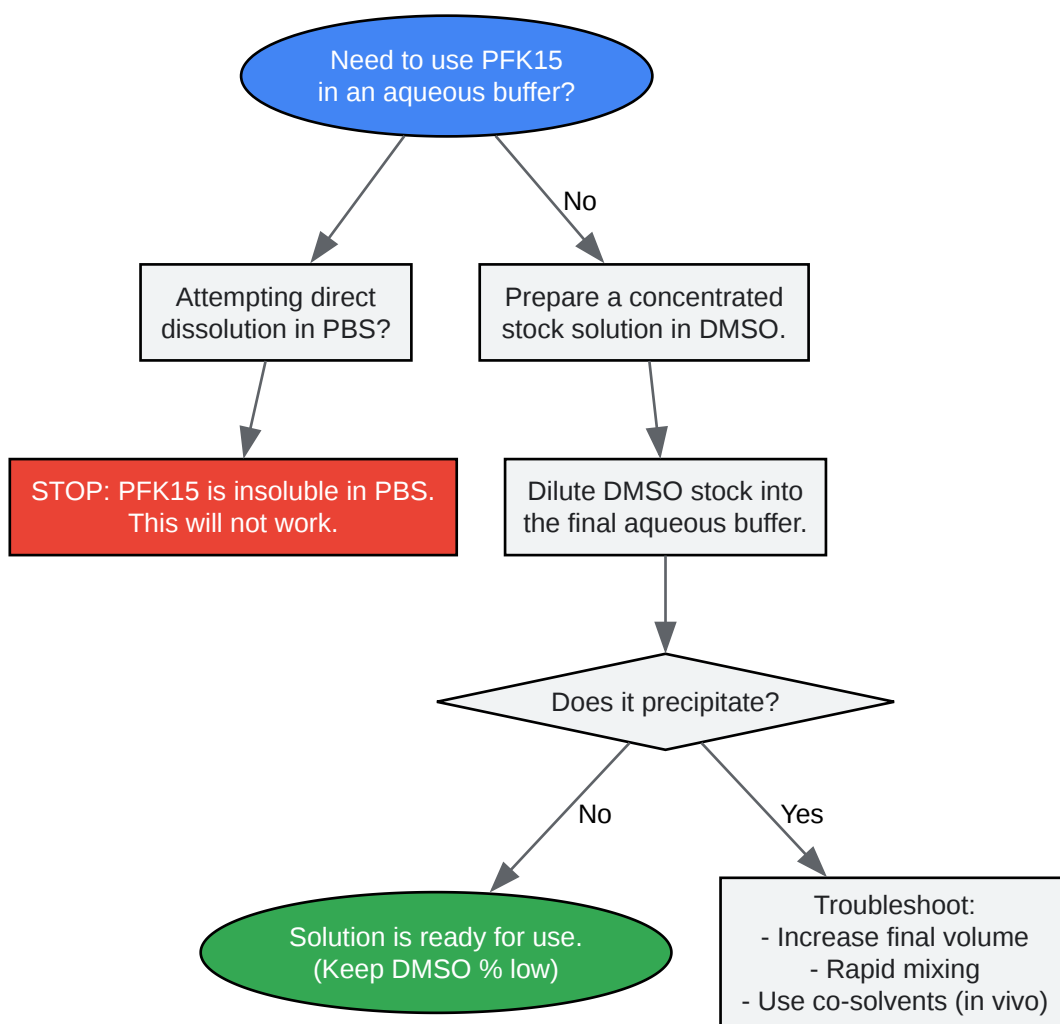 Need to use PFK15
in an aqueous buffer?
No
Attempting direct
dissolution in PBS?
Prepare a concentrated
stock solution in DMSO.
STOP: PFK15 is insoluble in PBS.
This will not work.
Dilute DMSO stock into
the final aqueous buffer.
Does it precipitate?
No
Yes
Solution is ready for use.
(Keep DMSO % low)
Troubleshoot:
- Increase final volume
- Rapid mixing
- Use co-solvents (in vivo)